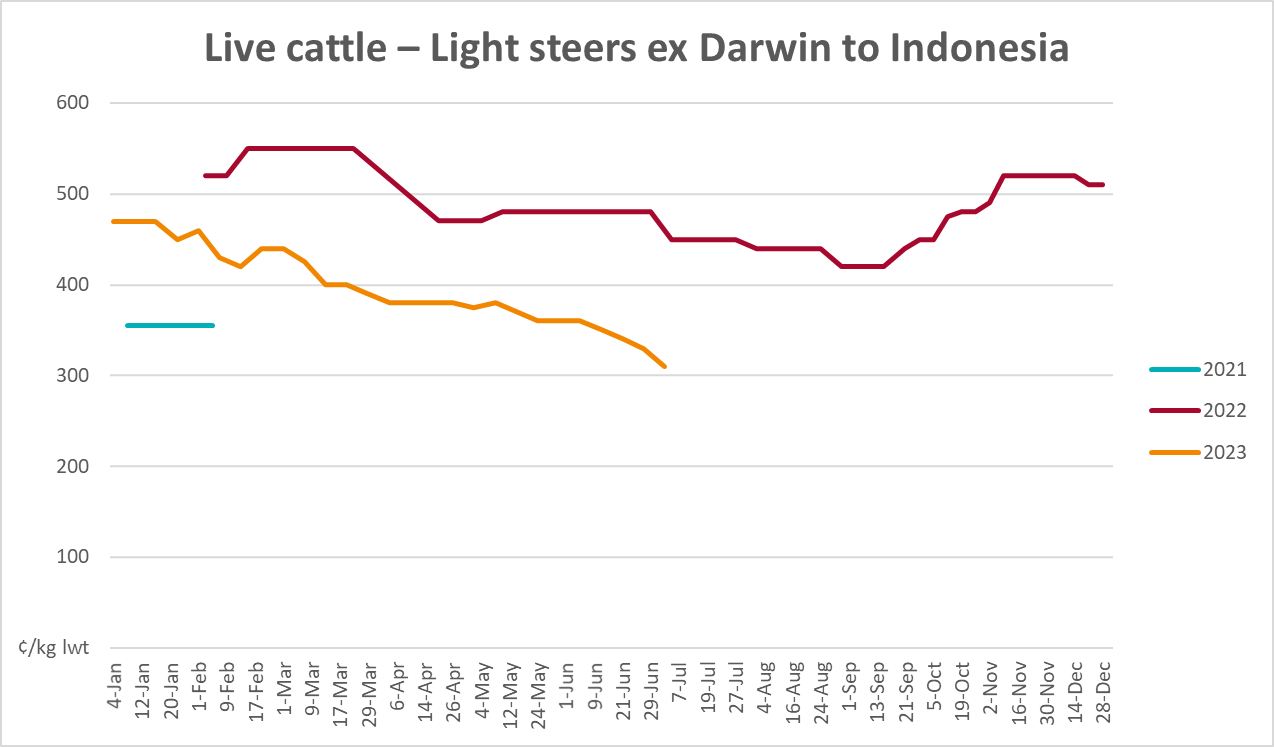 Live cattle – Light steers ex Darwin to Indonesia
600
500
400
300
200
100
¢/kg lwt
4-Jan
12-Jan
20-Jan
1-Feb
9-Feb
17-Feb
1-Mar
9-Mar
17-Mar
29-Mar
6-Apr
14-Apr
26-Apr
4-May
12-May
24-May
1-Jun
9-Jun
21-Jun
29-Jun
7-Jul
19-Jul
27-Jul
4-Aug
16-Aug
24-Aug
1-Sep
13-Sep
21-Sep
5-Oct
19-Oct
2-Nov
16-Nov
30-Nov
14-Dec
28-Dec
2021
2022
2023